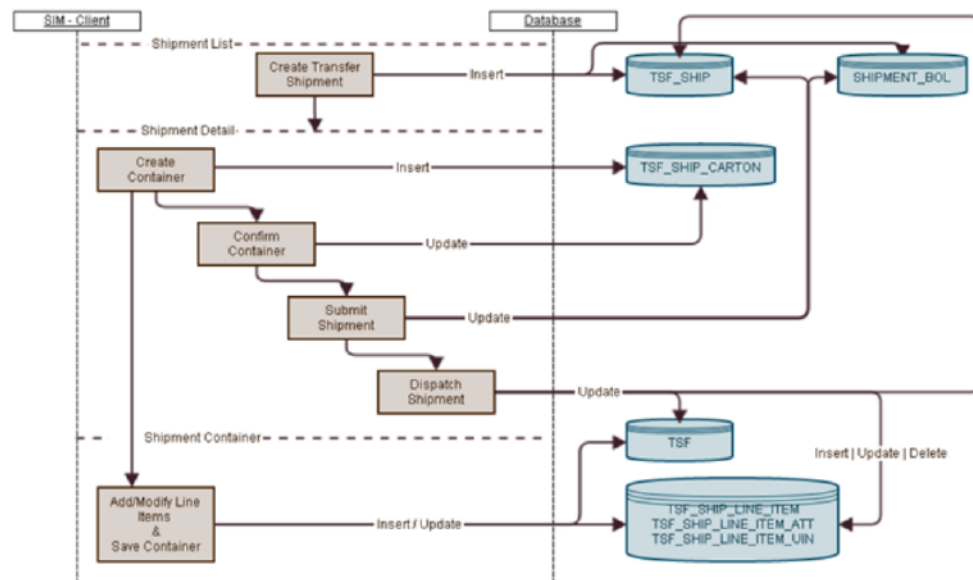 SIM - Client
Database
Shipment List
Create Transfer
Shipment
Insert
TSF_SHIP
SHIPMENT_BOL
Shipment Detail
Create
Container
Insert
TSF_SHIP_CARTON
Confirm
Container
Update
Submit
Shipment
Update
Dispatch
Shipment
Update
Shipment Container
TSF
Insert | Update | Delete
Add/Modify Line
Items
&
Save Container
Insert / Update
TSF_SHIP_LINE_ITEM
TSF_SHIP_LINE_ITEM_ATT
TSF_SHIP_LINE_ITEM_UIN